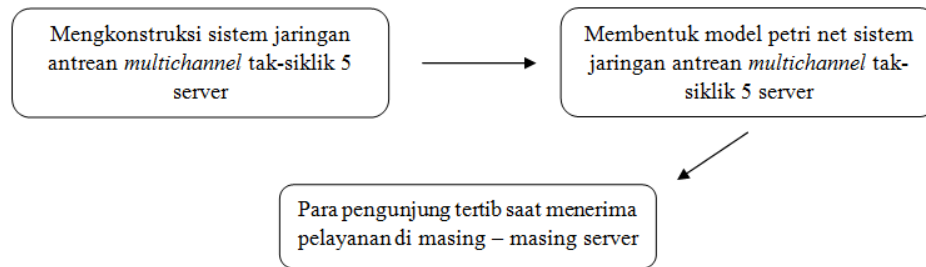 Mengkonstruksi sistem jaringan
antrean multichannel tak-siklik 5
server
Membentuk model petri net sistem
jaringan antrean multichannel tak-
siklik 5 server
Para pengunjung tertib saat menerima
pelayanan di masing – masing server